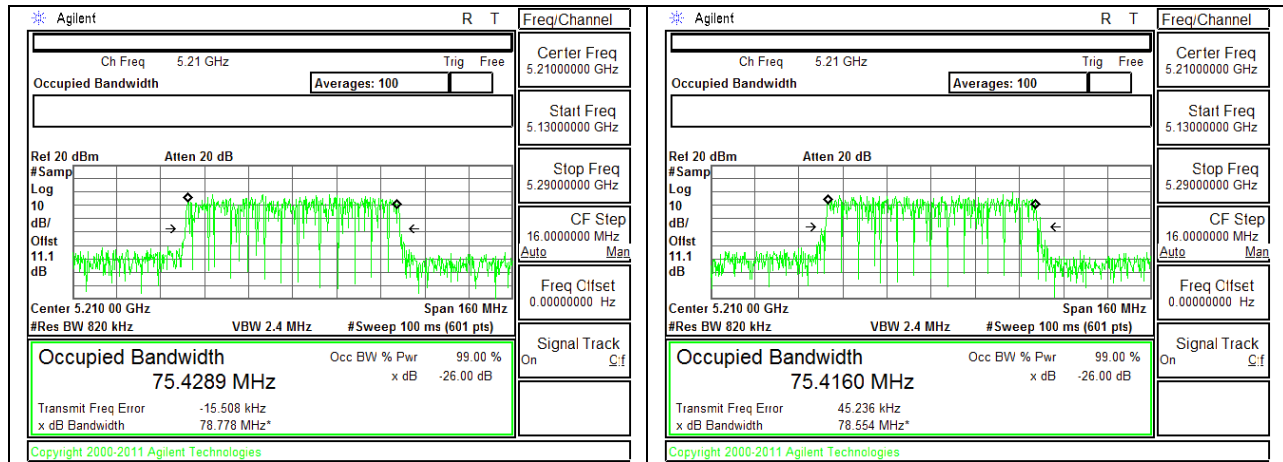 Agilent R T Freq/Channel
Ch Freq 5.21 GHz Trig Free
Occupied Bandwidth Averages: 100
Center Freq
5.21000000 GHz
Start Freq
5.13000000 GHz
Stop Freq
5.29000000 GHz
CF Step
16.0000000 MHz
Auto Man
Freq Offset
0.00000000 Hz
Signal Track
On Off
Ref 20 dBm Atten 20 dB
#Samp
Log
10
dB/
Offst
11.1
dB
Center 5.210 00 GHz Span 160 MHz
#Res BW 820 kHz VBW 2.4 MHz #Sweep 100 ms (601 pts)
Occupied Bandwidth Occ BW % Pwr 99.00 %
75.4289 MHz x dB -26.00 dB
Transmit Freq Error -15.508 kHz
x dB Bandwidth 78.778 MHz*
Copyright 2000-2011 Agilent Technologies
Agilent R T Freq/Channel
Ch Freq 5.21 GHz Trig Free
Occupied Bandwidth Averages: 100
Center Freq
5.21000000 GHz
Start Freq
5.13000000 GHz
Stop Freq
5.29000000 GHz
CF Step
16.0000000 MHz
Auto Man
Freq Offset
0.00000000 Hz
Signal Track
On Off
Ref 20 dBm Atten 20 dB
#Samp
Log
10
dB/
Offst
11.1
dB
Center 5.210 00 GHz Span 160 MHz
#Res BW 820 kHz VBW 2.4 MHz #Sweep 100 ms (601 pts)
Occupied Bandwidth Occ BW % Pwr 99.00 %
75.4160 MHz x dB -26.00 dB
Transmit Freq Error 45.236 kHz
x dB Bandwidth 78.554 MHz*
Copyright 2000-2011 Agilent Technologies